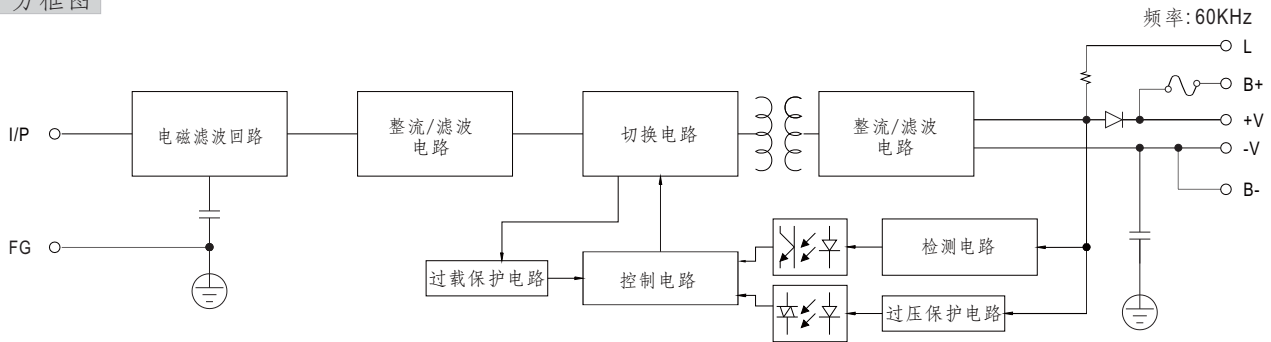 方框图
频率:60KHz
L
B+
I/P
电磁滤波回路
整流/滤波
电路
切换电路
整流/滤波
电路
+V
-V
B-
FG
过载保护电路
控制电路
检测电路
过压保护电路